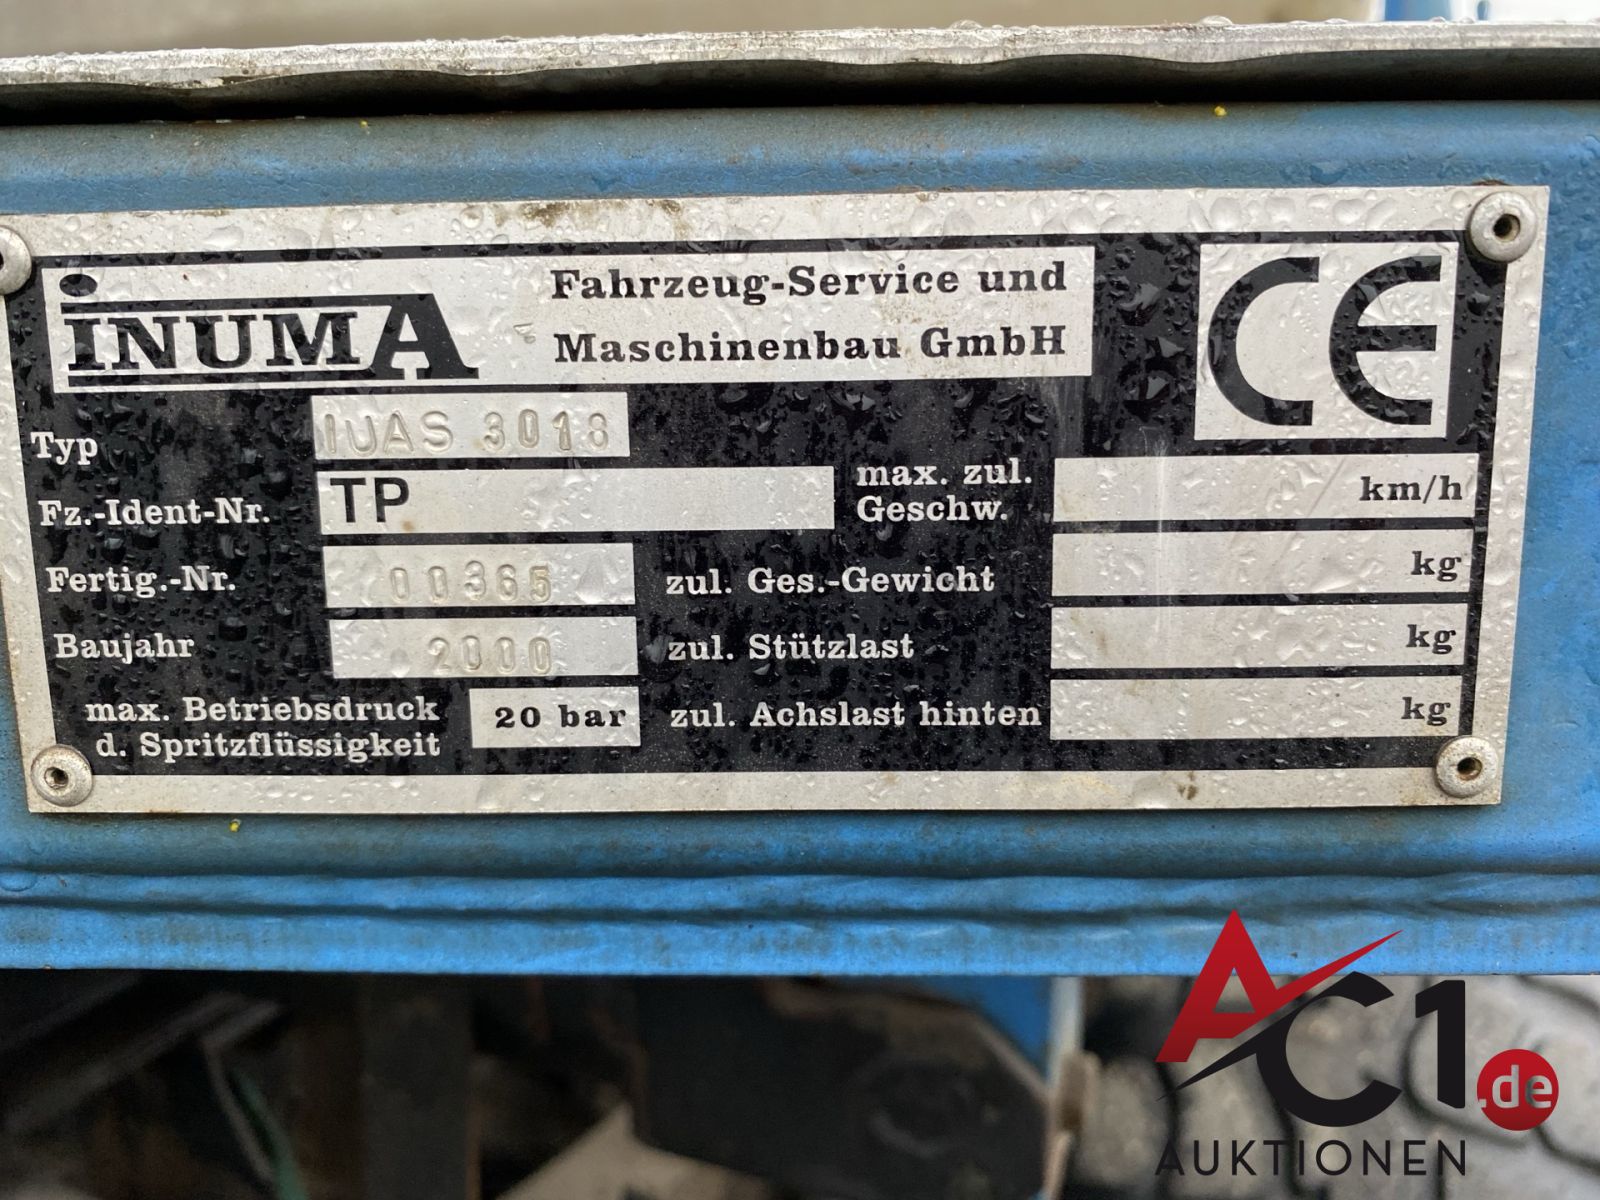 INUMA
Fahrzeug-Service und
Maschinenbau GmbH
CE
Typ IUAS 3018
Fz.-Ident-Nr. TP
Fertig.-Nr. 00365
Baujahr 2000
max. Betriebsdruck
d. Spritzflüssigkeit 20 bar
max. zul.
Geschw. km/h
zul. Ges.-Gewicht kg
zul. Stützlast kg
zul. Achslast hinten kg
AC1.de
AUKTIONEN